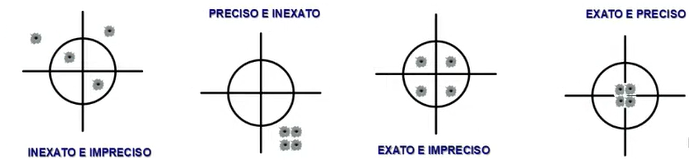 INEXATO E IMPRECISO
PRECISO E INEXATO
EXATO E IMPRECISO
EXATO E PRECISO